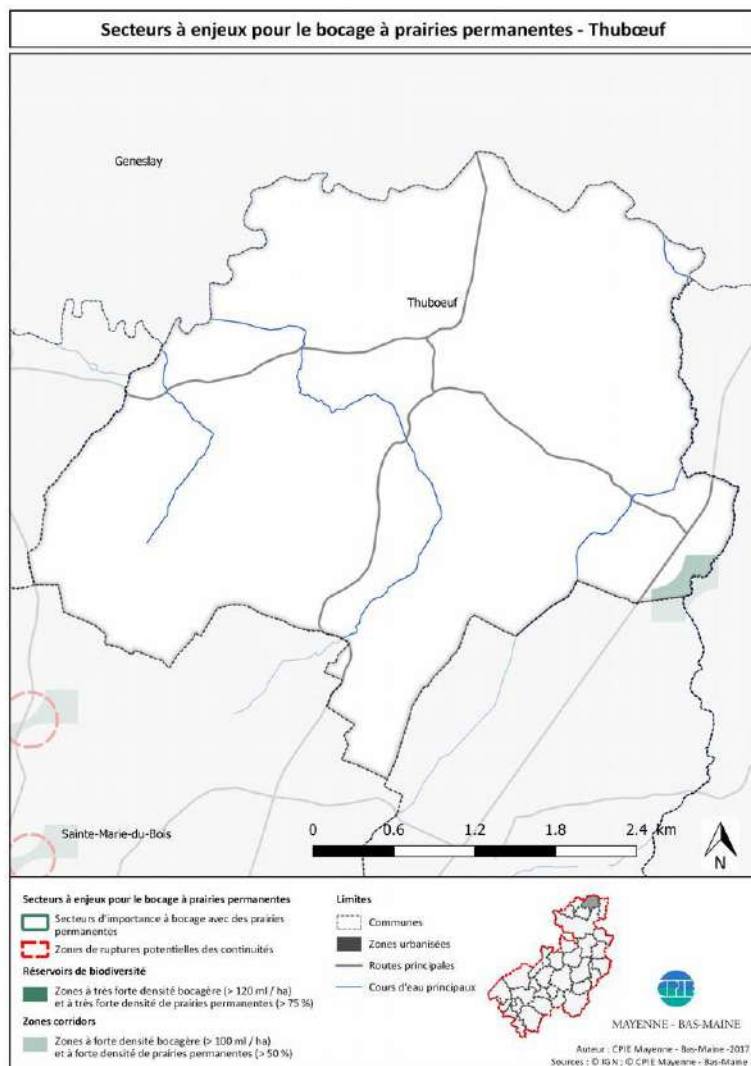 Secteurs à enjeux pour le bocage à prairies permanentes - Thubœuf
Geneslay
Thuboeuf
Sainte-Marie-du-Bois
0 0.6 1.2 1.8 2.4 km
N
Secteurs à enjeux pour le bocage à prairies permanentes
Secteurs d'importance à bocage avec des prairies
permanentes
Zones de ruptures potentielles des continuités
Réservoirs de biodiversité
Zones à très forte densité bocagère (> 120 ml / ha)
et à très forte densité de prairies permanentes (> 75 %)
Zones corridors
Zones à forte densité bocagère (> 100 ml / ha)
et à forte densité de prairies permanentes (> 50 %)
Limites
Communes
Zones urbanisées
Routes principales
Cours d'eau principaux
CPIE
MAYENNE - BAS-MAINE
Auteur : CPIE Mayenne - Bas-Maine -2017
Sources : © IGN ; © CPIE Mayenne - Bas-Maine